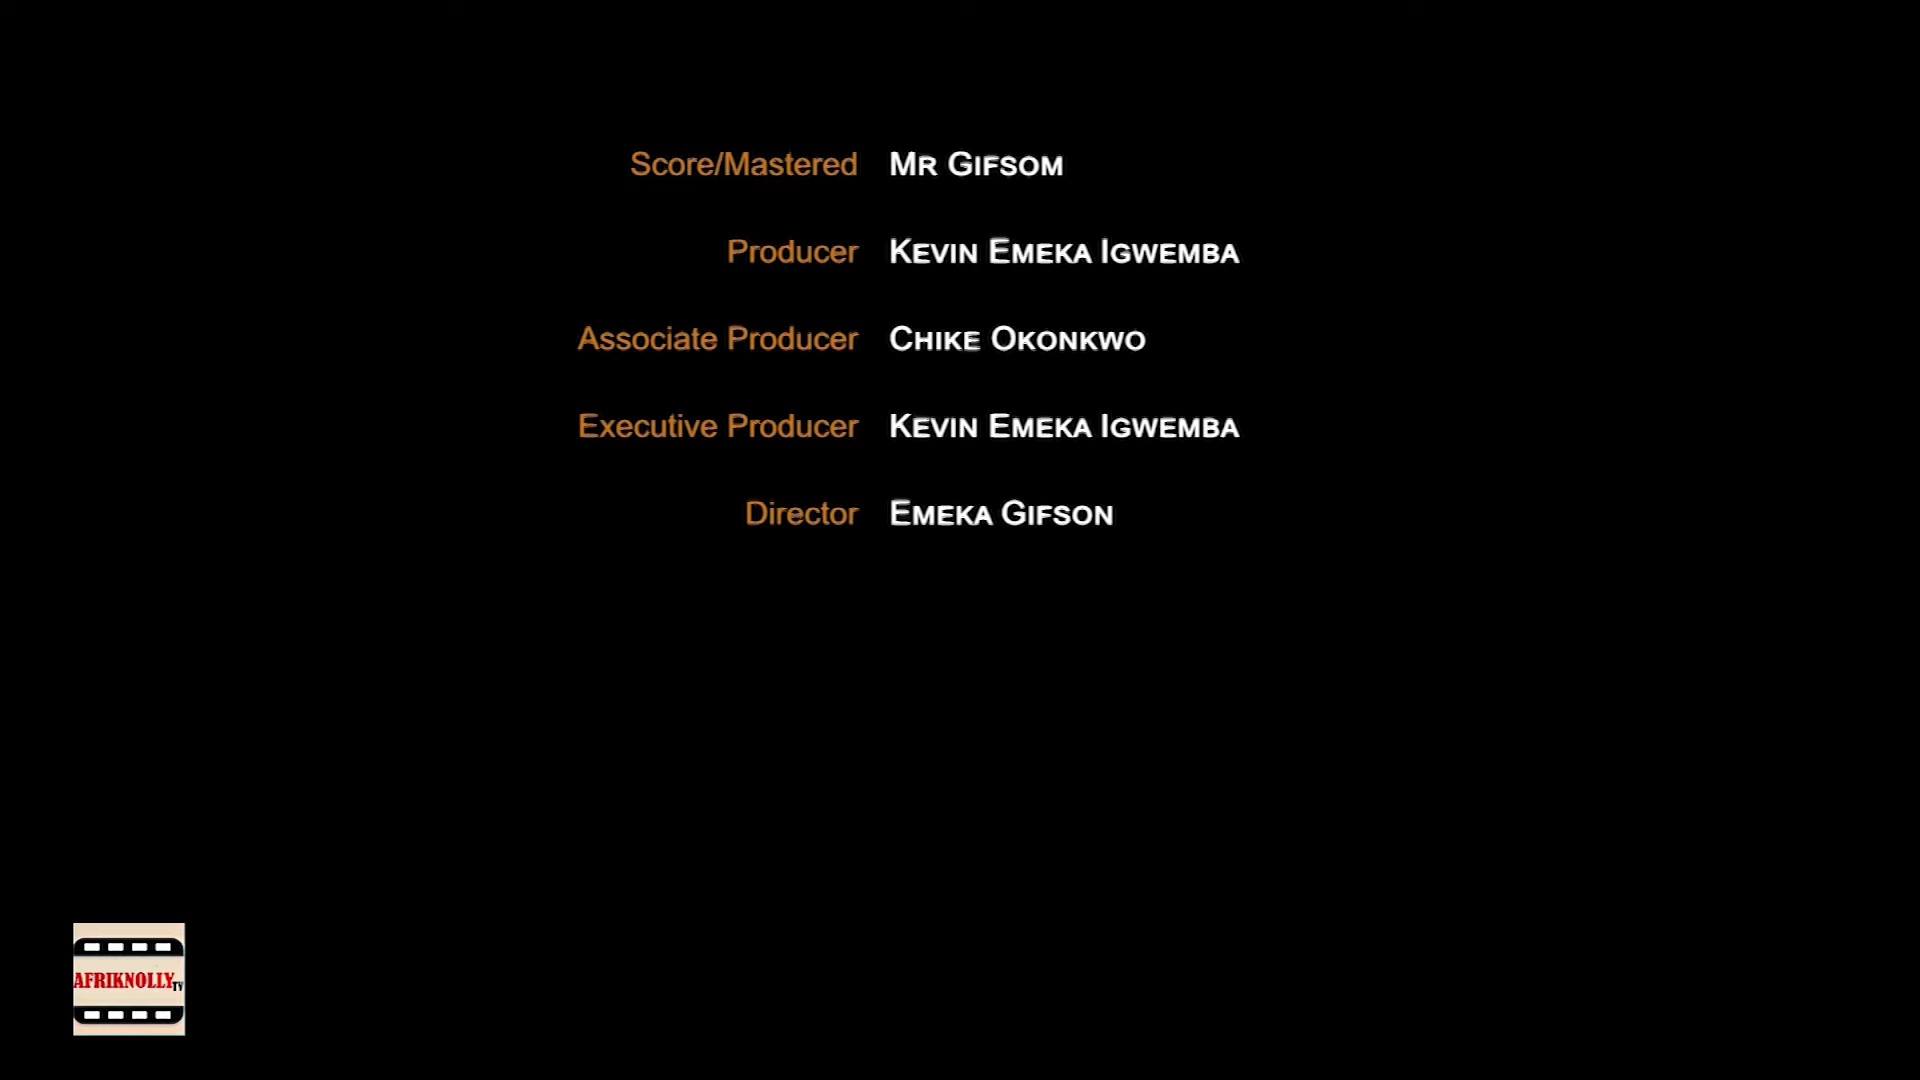 Score/Mastered Mr Gifsom
Producer Kevin Emeka Igwemba
Associate Producer Chike Okonkwo
Executive Producer Kevin Emeka Igwemba
Director Emeka Gifson
AFRIKNOLLY TV